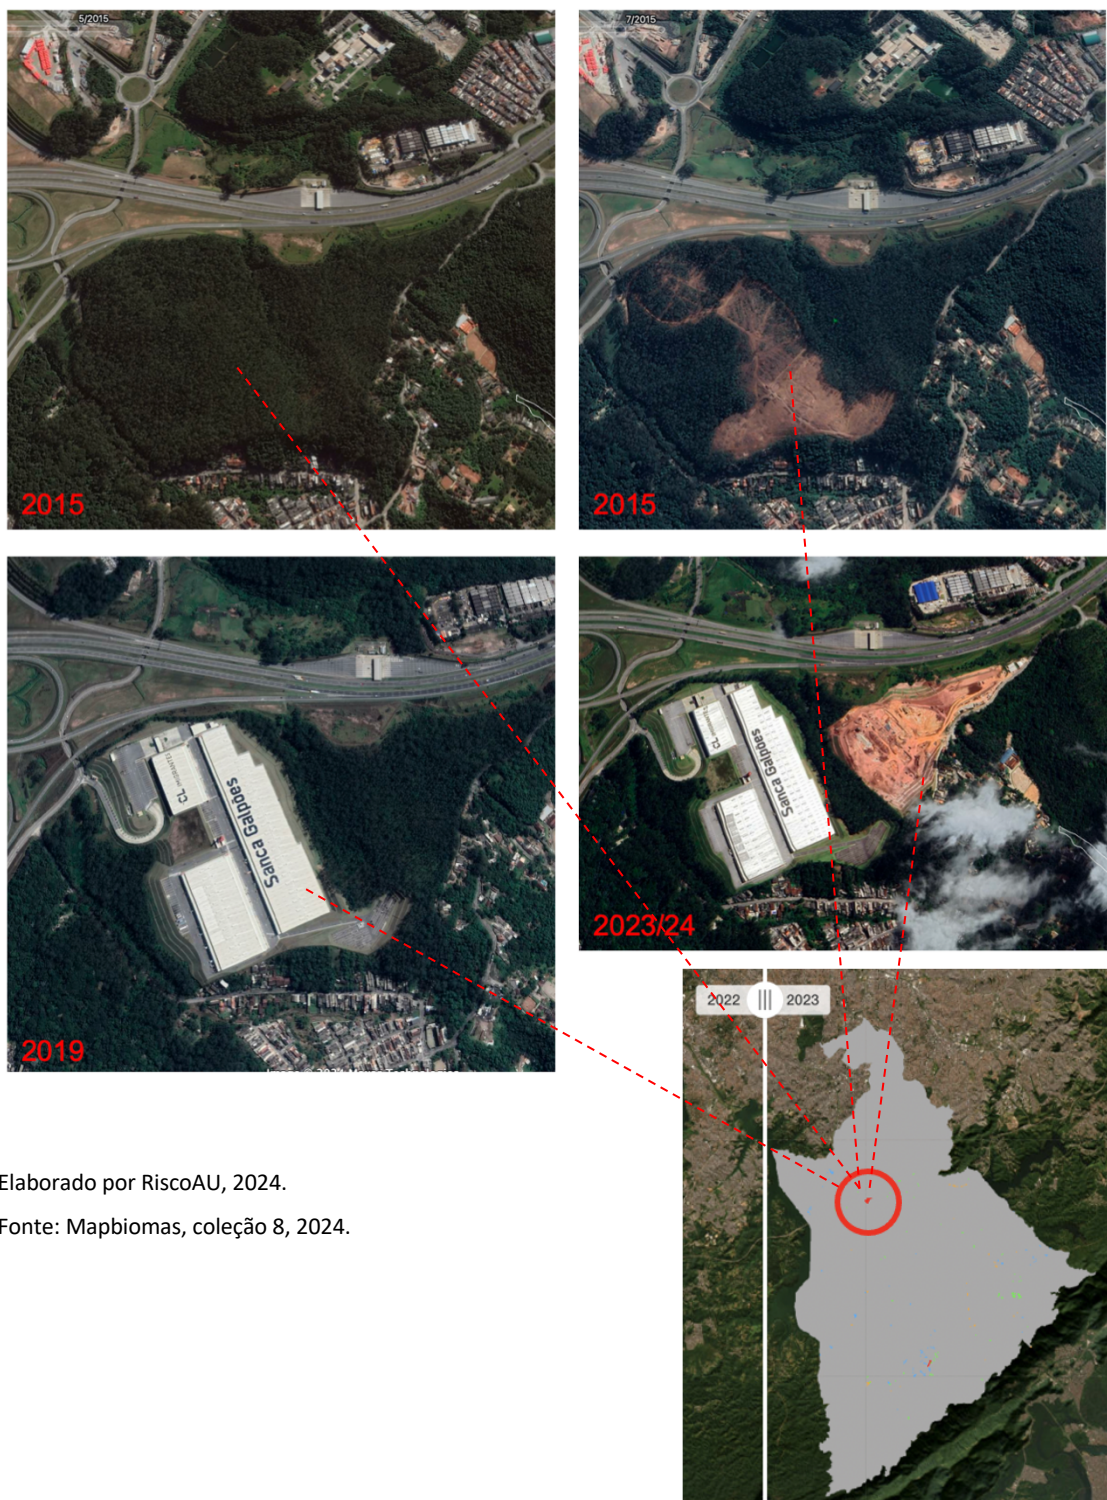 5/2015
7/2015
2015
2015
CL
IMIGRANTES
Sanca Galpões
2019
CL
Sanca Galpões
2023/24
2022
2023
Elaborado por RiscoAU, 2024.
Fonte: Mapbiomas, coleção 8, 2024.